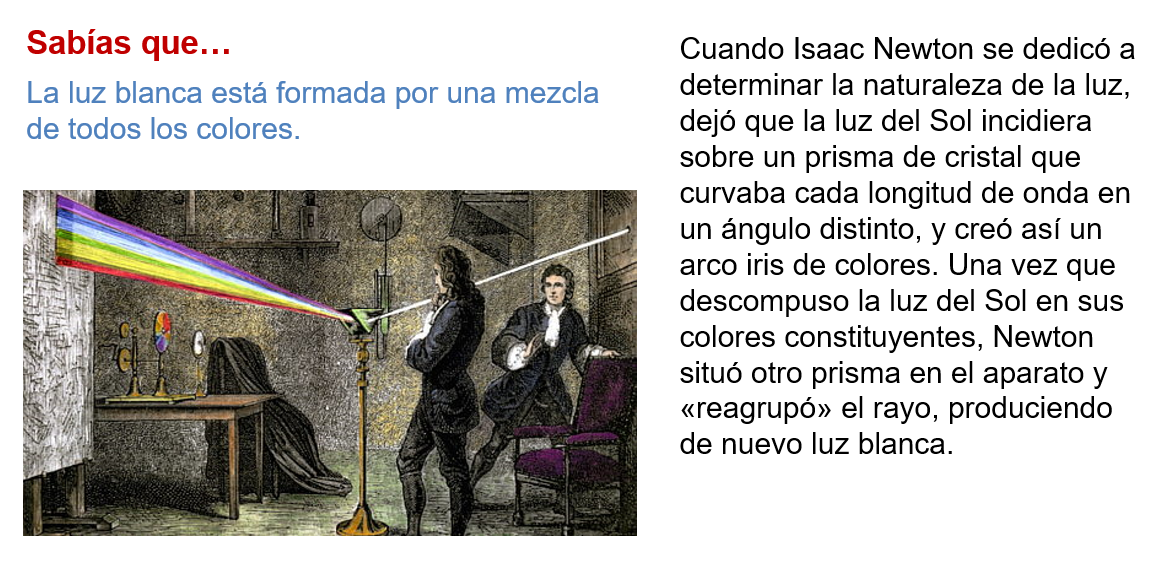 Sabías que…
La luz blanca está formada por una mezcla
de todos los colores.
Cuando Isaac Newton se dedicó a
determinar la naturaleza de la luz,
dejó que la luz del Sol incidiera
sobre un prisma de cristal que
curvaba cada longitud de onda en
un ángulo distinto, y creó así un
arco iris de colores. Una vez que
descompuso la luz del Sol en sus
colores constituyentes, Newton
situó otro prisma en el aparato y
«reagrupó» el rayo, produciendo
de nuevo luz blanca.